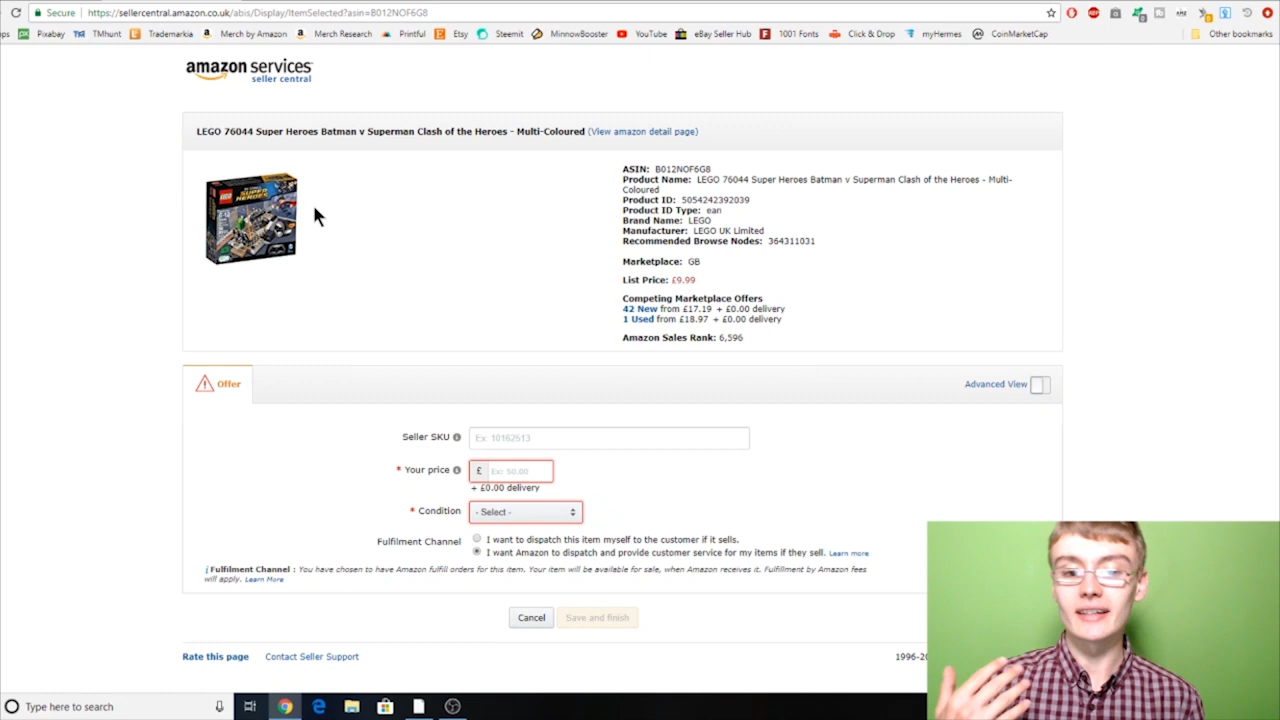 Secure
https://sellercentral.amazon.co.uk/abis/Display/ItemSelected?asin=B012NOF6G8
ps Pixabay TMhunt Trademarkia Merch by Amazon Merch Research Printful Etsy Steemit MinnowBooster YouTube eBay Seller Hub 1001 Fonts Click & Drop myHermes CoinMarketCap Other bookmarks
amazon services
seller central
LEGO 76044 Super Heroes Batman v Superman Clash of the Heroes - Multi-Coloured (View amazon detail page)
LEGO
SUPER
HEROES
ASIN: B012NOF6G8
Product Name: LEGO 76044 Super Heroes Batman v Superman Clash of the Heroes - Multi-
Coloured
Product ID: 5054242392039
Product ID Type: ean
Brand Name: LEGO
Manufacturer: LEGO UK Limited
Recommended Browse Nodes: 364311031
Marketplace: GB
List Price: £9.99
Competing Marketplace Offers
42 New from £17.19 + £0.00 delivery
1 Used from £18.97 + £0.00 delivery
Amazon Sales Rank: 6,596
Offer
Advanced View
Seller SKU
Ex: 10162513
* Your price
£ Ex: 50.00
+ £0.00 delivery
* Condition
- Select -
Fulfilment Channel
I want to dispatch this item myself to the customer if it sells.
I want Amazon to dispatch and provide customer service for my items if they sell. Learn more
Fulfilment Channel : You have chosen to have Amazon fulfill orders for this item. Your item will be available for sale, when Amazon receives it. Fulfilment by Amazon fees
will apply. Learn More
Cancel
Save and finish
Rate this page
Contact Seller Support
1996-20
Type here to search